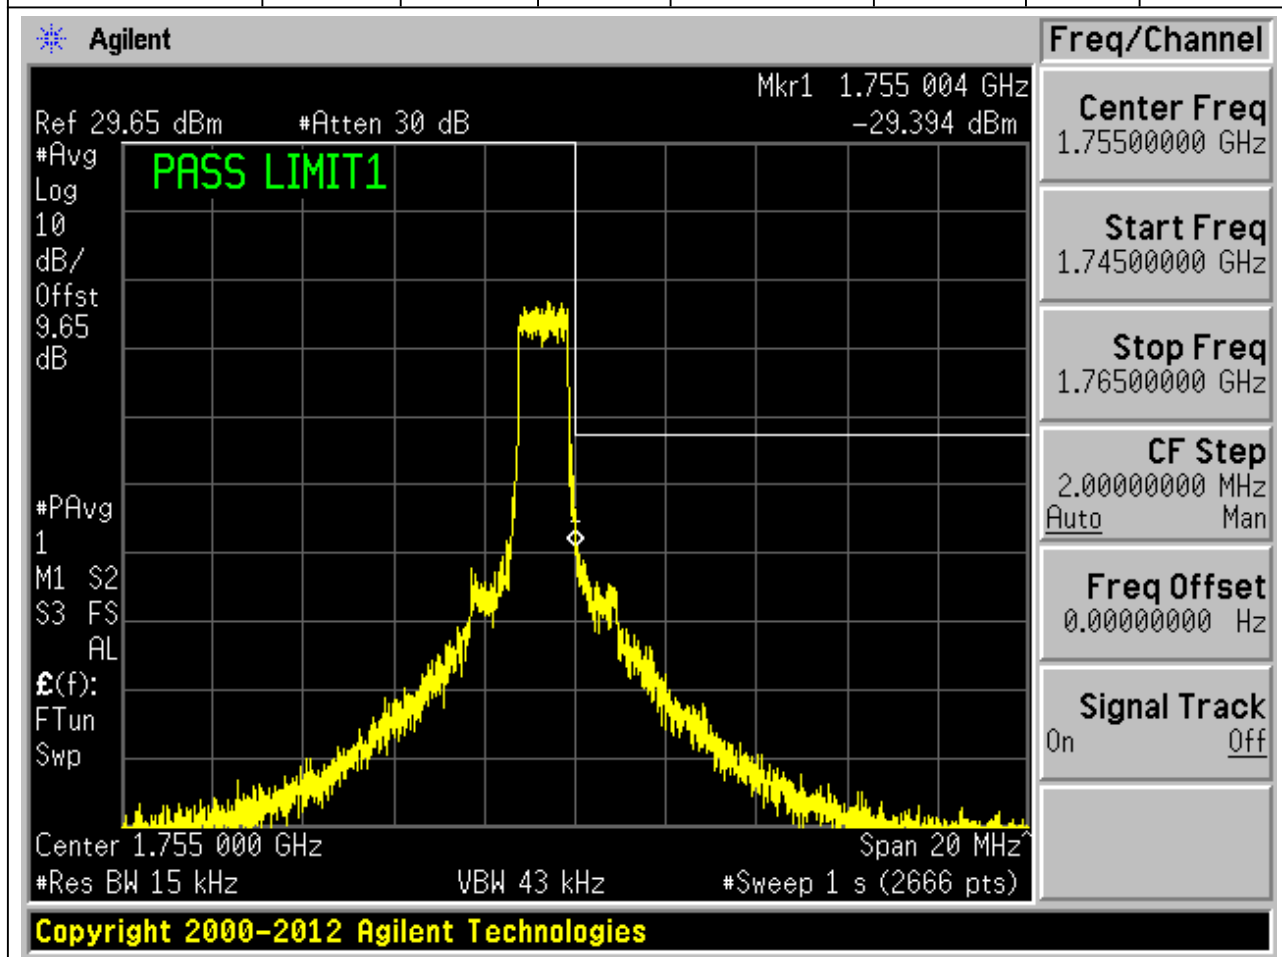 Agilent
Freq/Channel
Mkr1 1.755 004 GHz
Ref 29.65 dBm #Atten 30 dB -29.394 dBm
#Avg
Log
10
dB/
Offst
9.65
dB
PASS LIMIT1
#PAvg
1
M1 S2
S3 FS
AL
£(f):
FTun
Swp
Center 1.755 000 GHz Span 20 MHz^
#Res BW 15 kHz VBW 43 kHz #Sweep 1 s (2666 pts)
Copyright 2000-2012 Agilent Technologies
Center Freq
1.75500000 GHz
Start Freq
1.74500000 GHz
Stop Freq
1.76500000 GHz
CF Step
2.00000000 MHz
Auto Man
Freq Offset
0.00000000 Hz
Signal Track
On Off